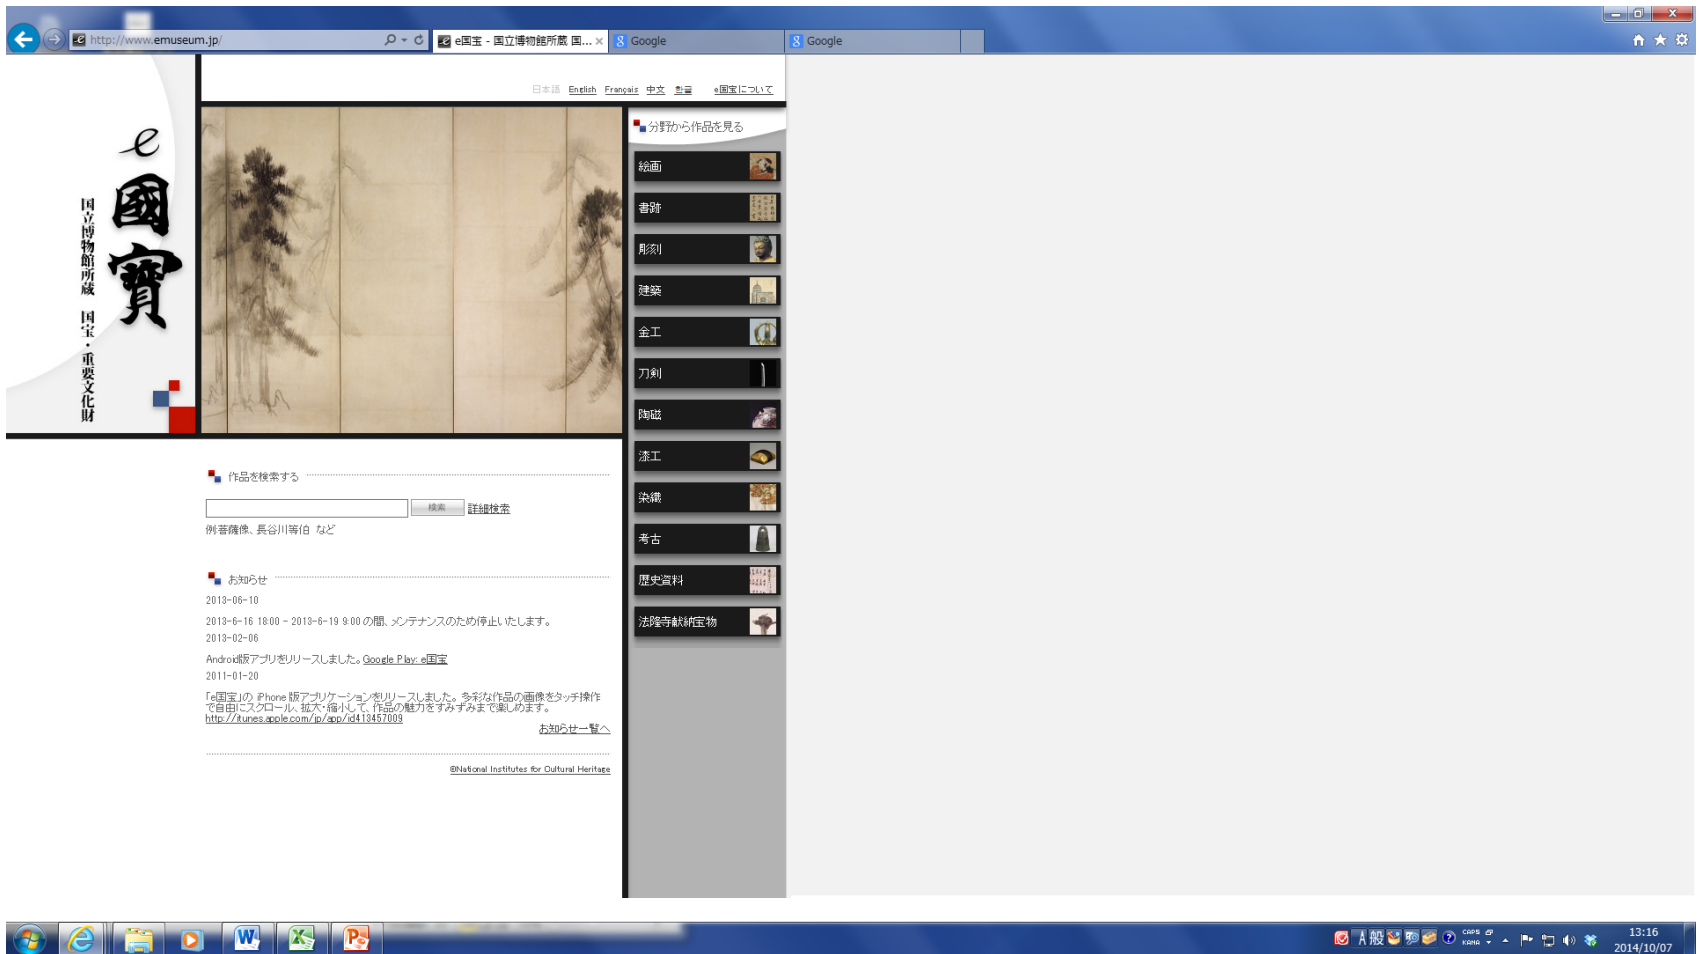 http://www.emuseum.jp/
e国宝 - 国立博物館所蔵 国...
Google
Google
日本語 English Français 中文 한글 e国宝について
e國寶
国立博物館所蔵 国宝・重要文化財
分野から作品を見る
絵画
書跡
彫刻
建築
金工
刀剣
陶磁
漆工
染織
考古
歴史資料
法隆寺献納宝物
作品を検索する
検索 詳細検索
例:菩薩像、長谷川等伯 など
お知らせ
2013-06-10
2013-6-16 18:00 - 2013-6-19 9:00 の間、メンテナンスのため停止いたします。
2013-02-06
Android版アプリをリリースしました。Google Play: e国宝
2011-01-20
「e国宝」の iPhone 版アプリケーションをリリースしました。多彩な作品の画像をタッチ操作
で自由にスクロール、拡大・縮小して、作品の魅力をすみずみまで楽しめます。
http://itunes.apple.com/jp/app/id413457009
お知らせ一覧へ
©National Institutes for Cultural Heritage
A 般 CAPS KANA
13:16
2014/10/07